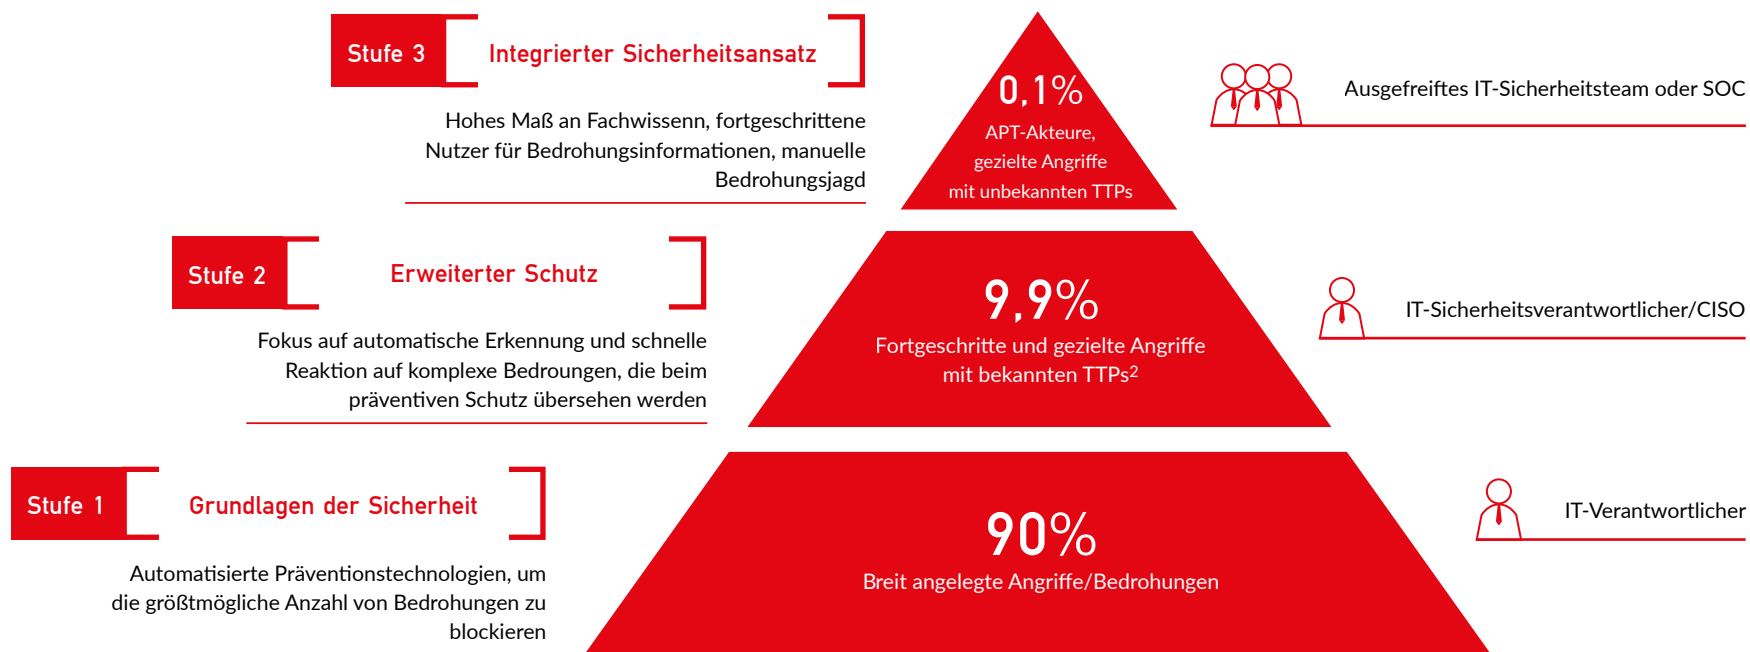 Stufe 3
Integrierter Sicherheitsansatz
Hohes Maß an Fachwissenn, fortgeschrittene
Nutzer für Bedrohungsinformationen, manuelle
Bedrohungsjagd
0,1%
APT-Akteure,
gezielte Angriffe
mit unbekannten TTPs
Ausgefreiftes IT-Sicherheitsteam oder SOC
Stufe 2
Erweiterter Schutz
Fokus auf automatische Erkennung und schnelle
Reaktion auf komplexe Bedroungen, die beim
präventiven Schutz übersehen werden
9,9%
Fortgeschritte und gezielte Angriffe
mit bekannten TTPs²
IT-Sicherheitsverantwortlicher/CISO
Stufe 1
Grundlagen der Sicherheit
Automatisierte Präventionstechnologien, um
die größtmögliche Anzahl von Bedrohungen zu
blockieren
90%
Breit angelegte Angriffe/Bedrohungen
IT-Verantwortlicher